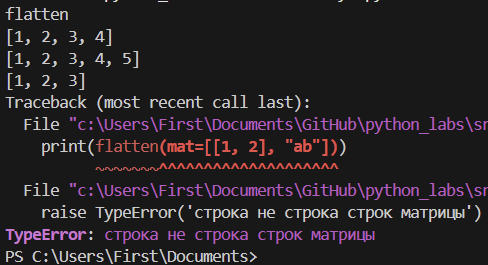 flatten
[1, 2, 3, 4]
[1, 2, 3, 4, 5]
[1, 2, 3]
Traceback (most recent call last):
  File "c:\Users\First\Documents\GitHub\python_labs\sr
    print(flatten(mat=[[1, 2], "ab"]))
          ~~~~~~~^^^^^^^^^^^^^^^^^^^^
  File "c:\Users\First\Documents\GitHub\python_labs\sr
    raise TypeError('строка не строка строк матрицы')
TypeError: строка не строка строк матрицы
PS C:\Users\First\Documents>